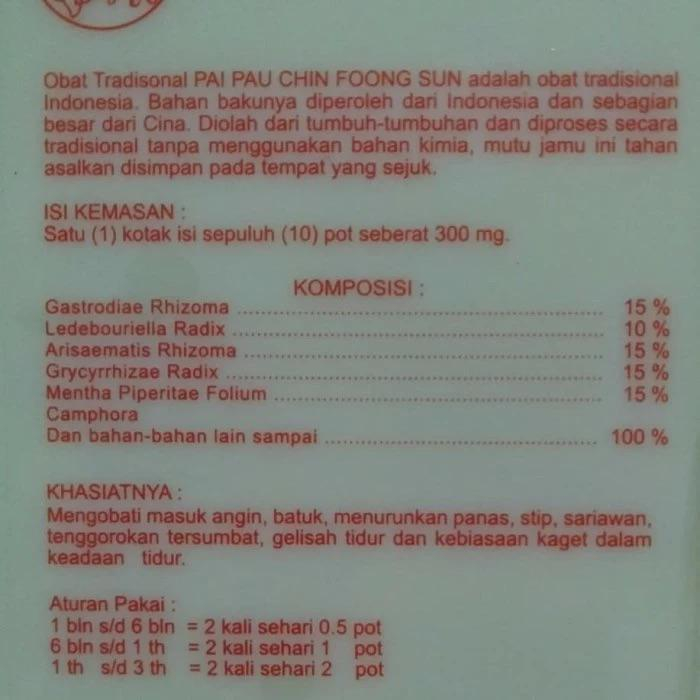 Obat Tradisonal PAI PAU CHIN FOONG SUN adalah obat tradisional
Indonesia. Bahan bakunya diperoleh dari Indonesia dan sebagian
besar dari Cina. Diolah dari tumbuh-tumbuhan dan diproses secara
tradisional tanpa menggunakan bahan kimia, mutu jamu ini tahan
asalkan disimpan pada tempat yang sejuk.
ISI KEMASAN :
Satu (1) kotak isi sepuluh (10) pot seberat 300 mg.
KOMPOSISI :
Gastrodiae Rhizoma ........................................ 15 %
Ledebouriella Radix ........................................ 10 %
Arisaematis Rhizoma ........................................ 15 %
Grycyrrhizae Radix ........................................ 15 %
Mentha Piperitae Folium ........................................ 15 %
Camphora
Dan bahan-bahan lain sampai ........................................ 100 %
KHASIATNYA :
Mengobati masuk angin, batuk, menurunkan panas, stip, sariawan,
tenggorokan tersumbat, gelisah tidur dan kebiasaan kaget dalam
keadaan tidur.
Aturan Pakai :
1 bln s/d 6 bln = 2 kali sehari 0.5 pot
6 bln s/d 1 th = 2 kali sehari 1 pot
1 th s/d 3 th = 2 kali sehari 2 pot